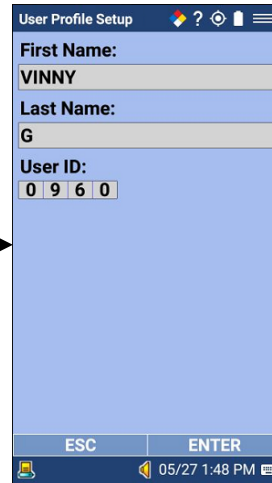 User Profile Setup ?
First Name:
VINNY
Last Name:
G
User ID:
0 9 6 0
ESC ENTER
05/27 1:48 PM